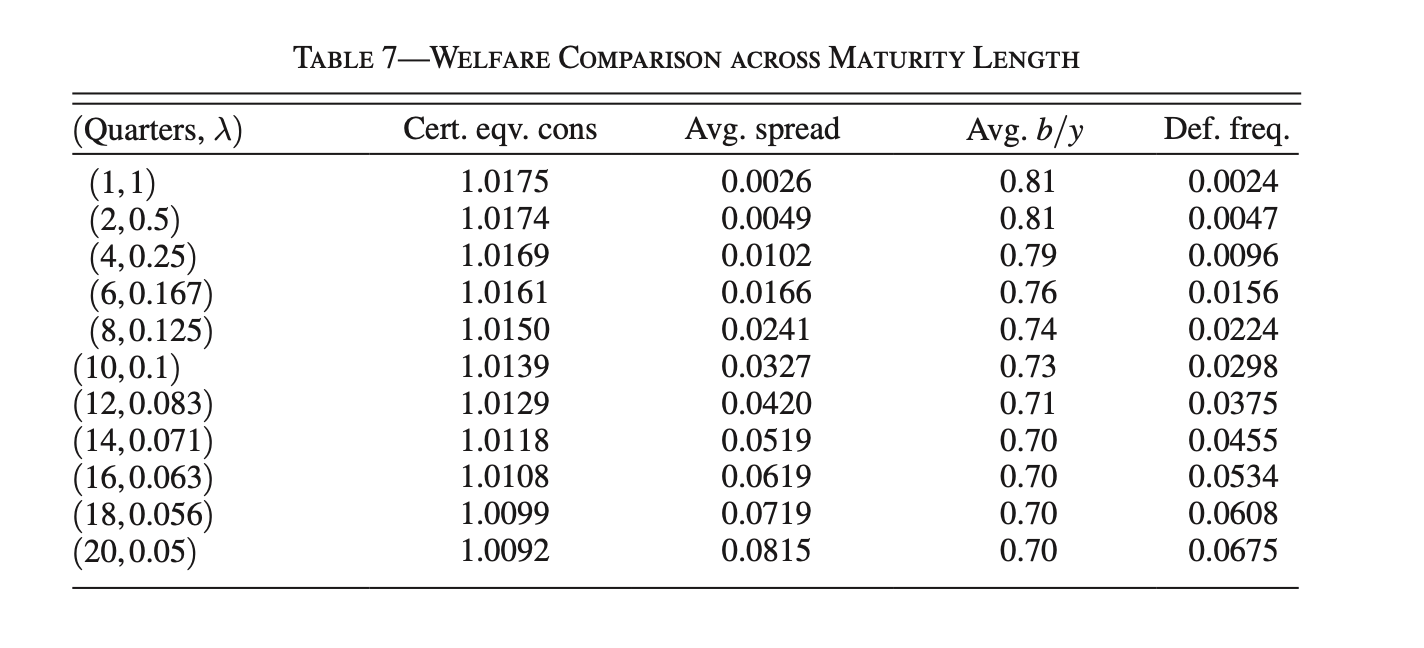 TABLE 7—WELFARE COMPARISON ACROSS MATURITY LENGTH
(Quarters, λ) Cert. eqv. cons Avg. spread Avg. b/y Def. freq.
(1, 1) 1.0175 0.0026 0.81 0.0024
(2, 0.5) 1.0174 0.0049 0.81 0.0047
(4, 0.25) 1.0169 0.0102 0.79 0.0096
(6, 0.167) 1.0161 0.0166 0.76 0.0156
(8, 0.125) 1.0150 0.0241 0.74 0.0224
(10, 0.1) 1.0139 0.0327 0.73 0.0298
(12, 0.083) 1.0129 0.0420 0.71 0.0375
(14, 0.071) 1.0118 0.0519 0.70 0.0455
(16, 0.063) 1.0108 0.0619 0.70 0.0534
(18, 0.056) 1.0099 0.0719 0.70 0.0608
(20, 0.05) 1.0092 0.0815 0.70 0.0675